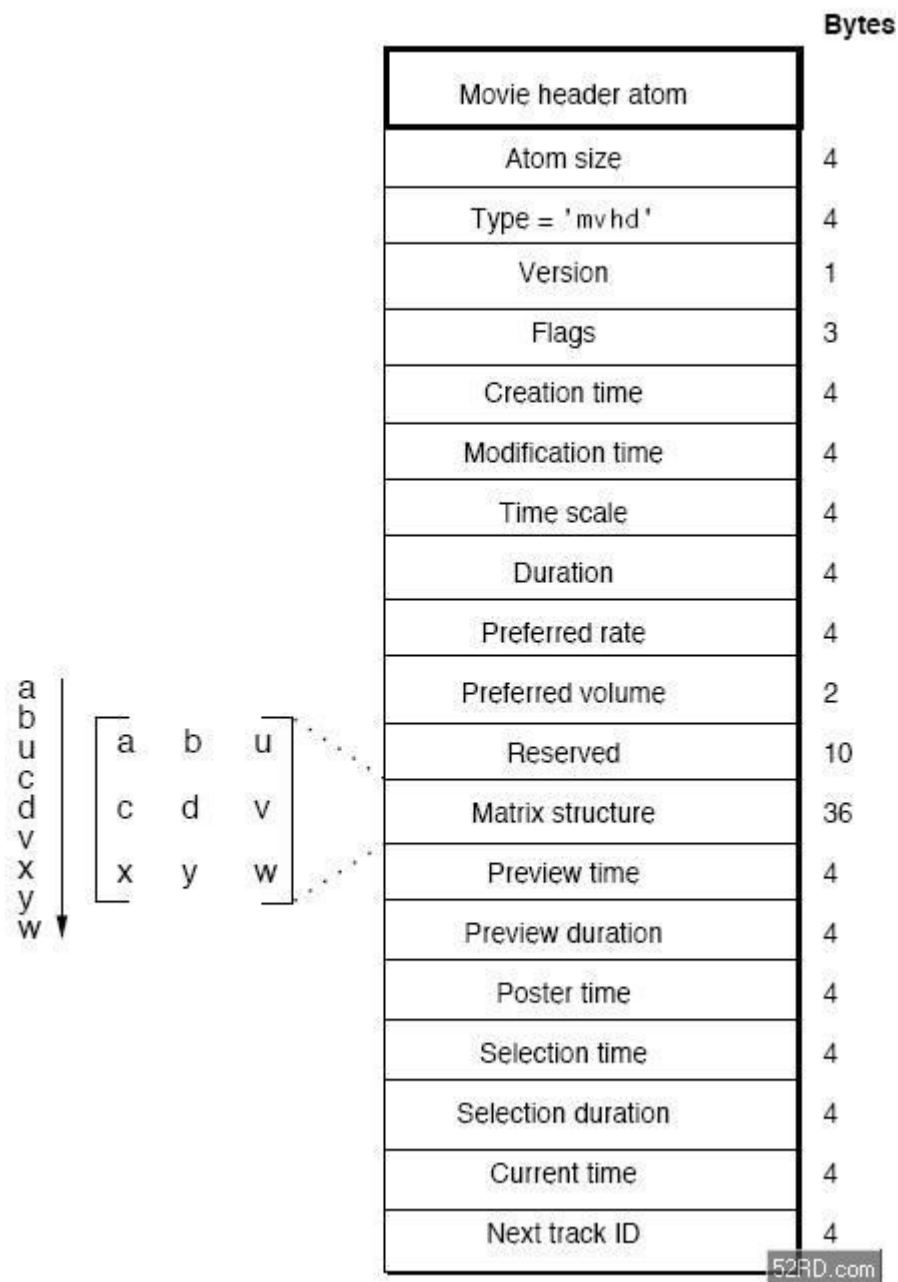 Bytes
Movie header atom
Atom size 4
Type = 'mvhd' 4
Version 1
Flags 3
Creation time 4
Modification time 4
Time scale 4
Duration 4
Preferred rate 4
Preferred volume 2
Reserved 10
Matrix structure 36
Preview time 4
Preview duration 4
Poster time 4
Selection time 4
Selection duration 4
Current time 4
Next track ID 4
a
b
u
c
d
v
x
y
w
a b u
c d v
x y w
52RD.com